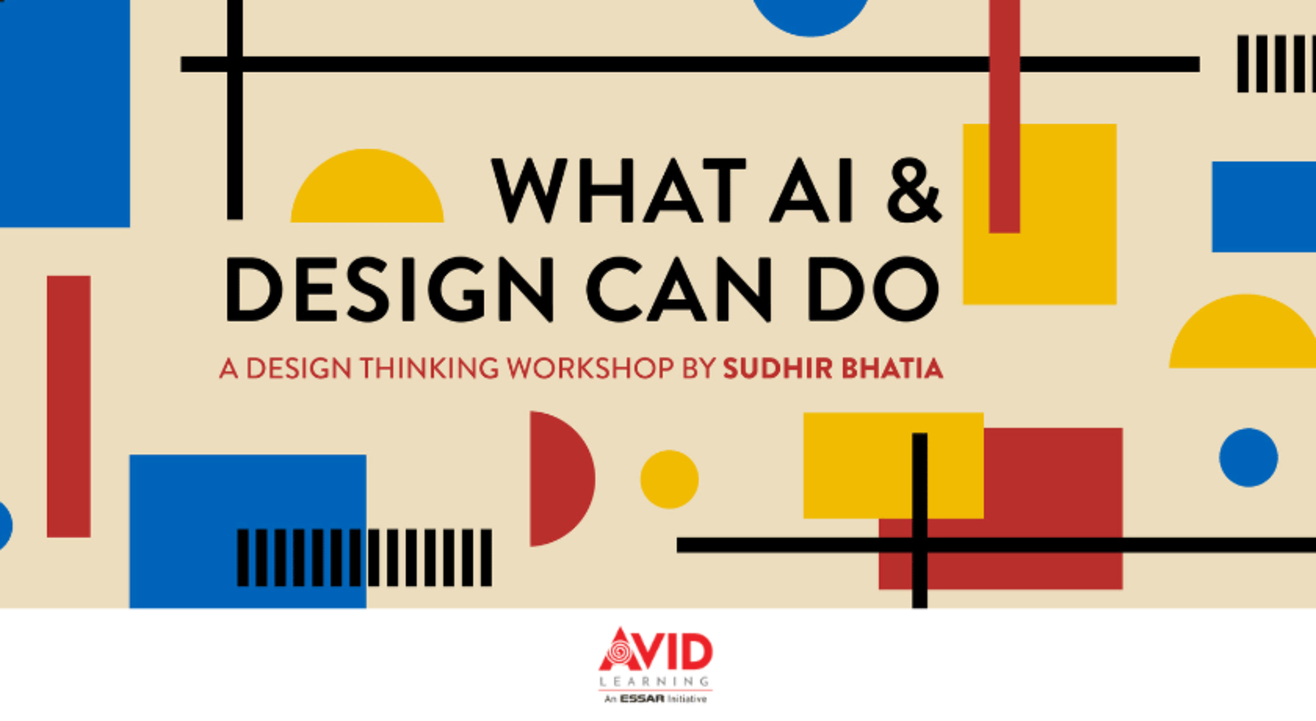 WHAT AI &
DESIGN CAN DO
A DESIGN THINKING WORKSHOP BY SUDHIR BHATIA
AVID
LEARNING
An ESSAR Initiative